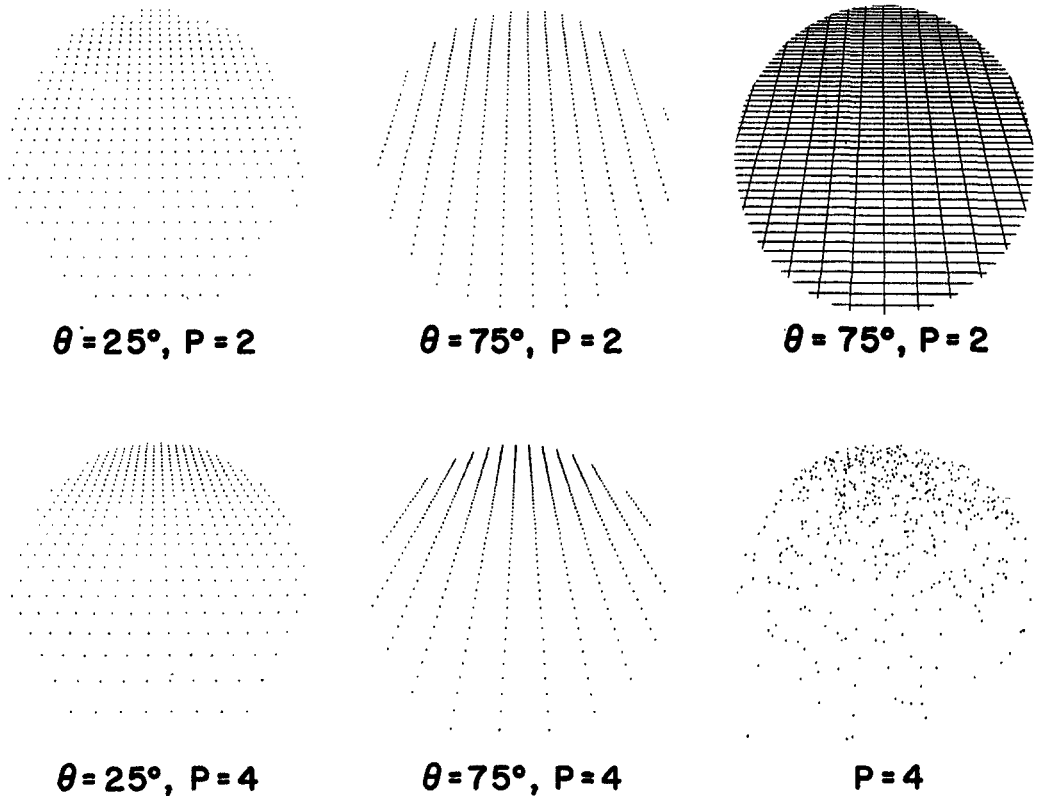 θ = 25°, P = 2
θ = 75°, P = 2
θ = 75°, P = 2
θ = 25°, P = 4
θ = 75°, P = 4
P = 4